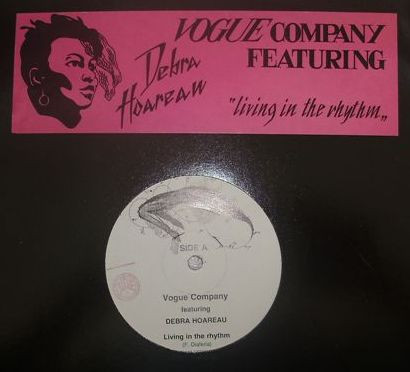 VOGUE COMPANY
FEATURING
Debra
Hoareau
"living in the rhythm„
SIDE A
Vogue Company
featuring
DEBRA HOAREAU
Living in the rhythm